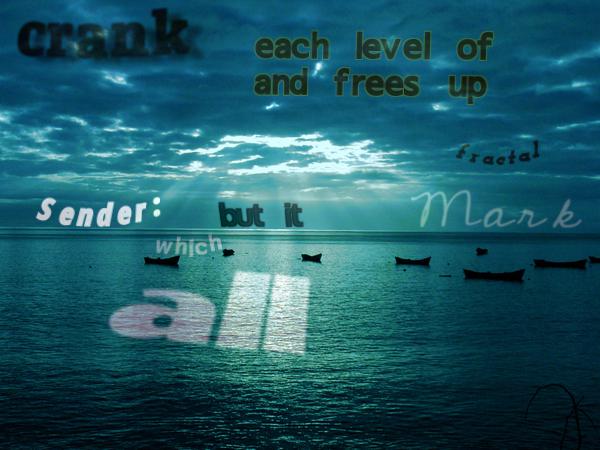 crank
each level of
and frees up
fractal
Sender:
but it
Mark
which
all